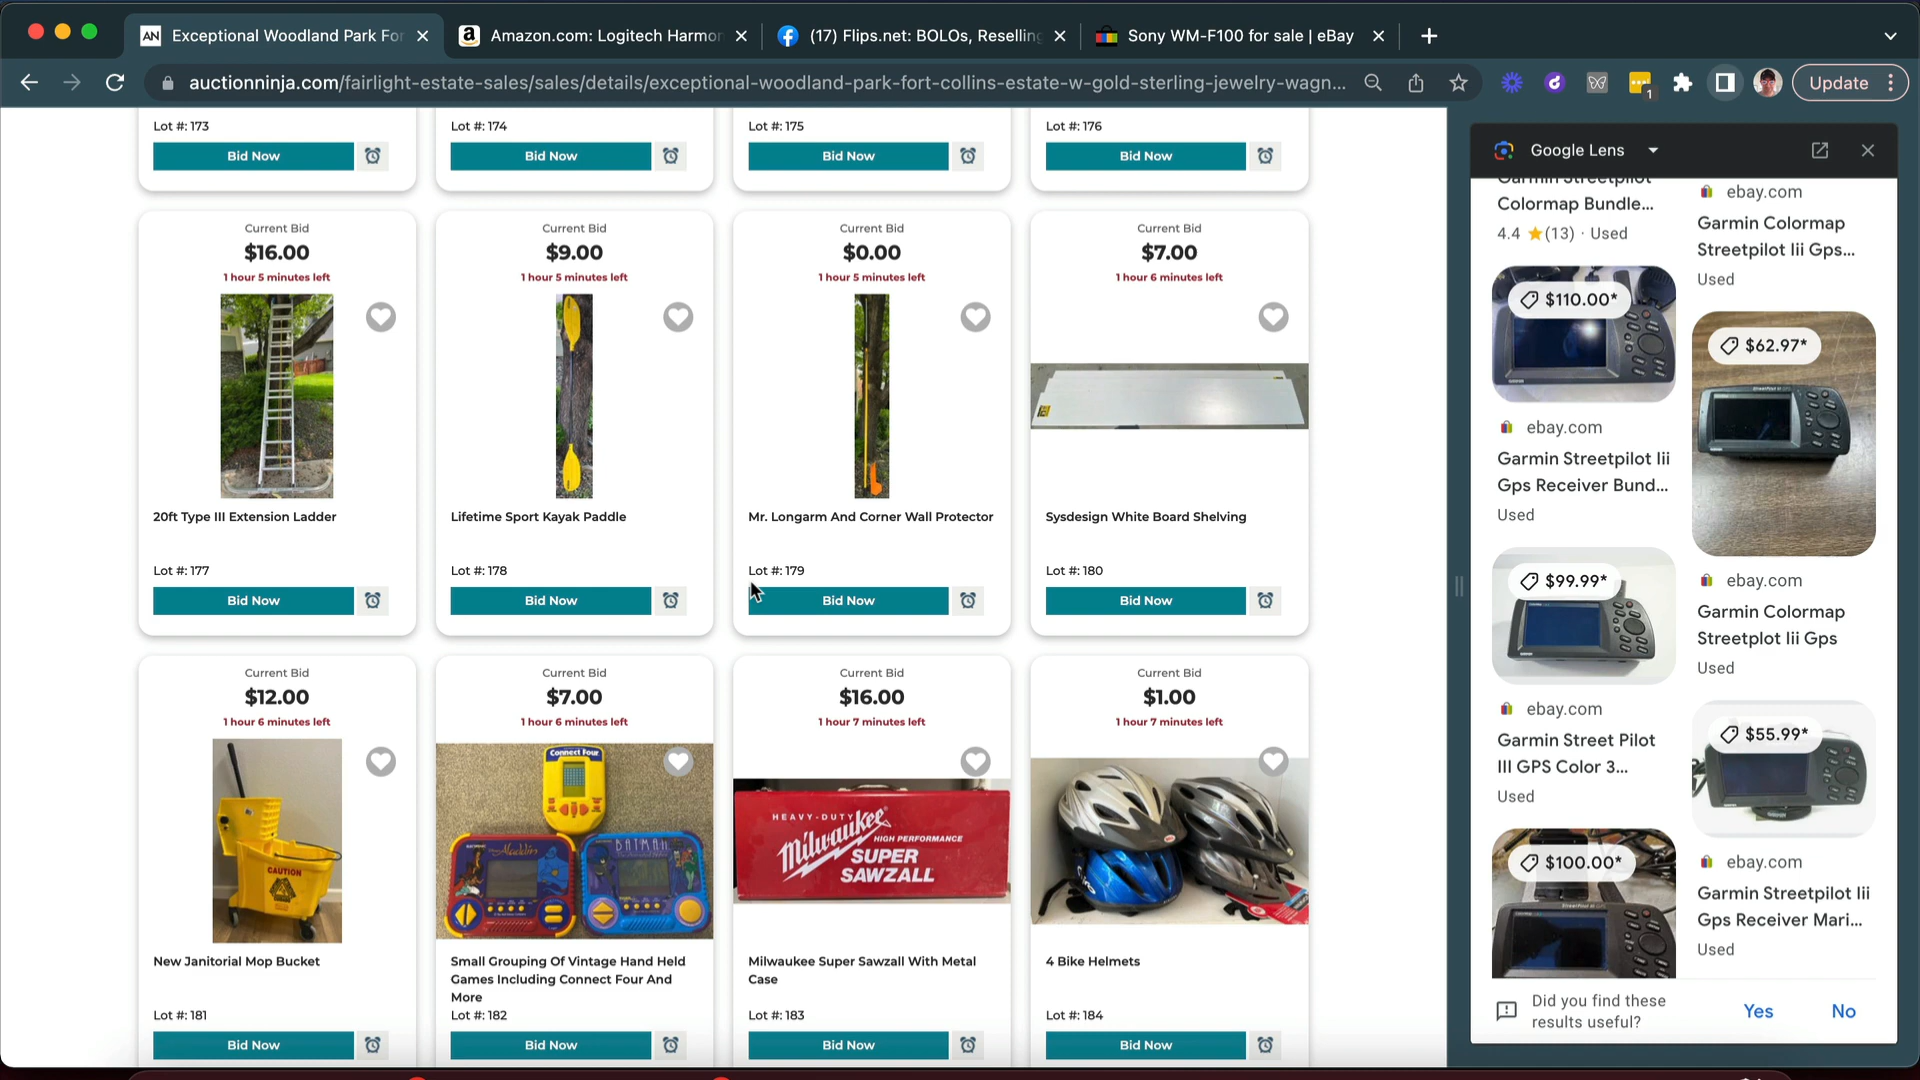 AN Exceptional Woodland Park For
Amazon.com: Logitech Harmon
(17) Flips.net: BOLOs, Reselling
Sony WM-F100 for sale | eBay
auctionninja.com/fairlight-estate-sales/sales/details/exceptional-woodland-park-fort-collins-estate-w-gold-sterling-jewelry-wagn...
1
Update
Lot #: 173
Lot #: 174
Lot #: 175
Lot #: 176
Bid Now
Bid Now
Bid Now
Bid Now
Current Bid
$16.00
1 hour 5 minutes left
20ft Type III Extension Ladder
Lot #: 177
Bid Now
Current Bid
$9.00
1 hour 5 minutes left
Lifetime Sport Kayak Paddle
Lot #: 178
Bid Now
Current Bid
$0.00
1 hour 5 minutes left
Mr. Longarm And Corner Wall Protector
Lot #: 179
Bid Now
Current Bid
$7.00
1 hour 6 minutes left
Sysdesign White Board Shelving
Lot #: 180
Bid Now
Current Bid
$12.00
1 hour 6 minutes left
CAUTION
New Janitorial Mop Bucket
Lot #: 181
Bid Now
Current Bid
$7.00
1 hour 6 minutes left
Connect Four
Aladdin
BATMAN
Small Grouping Of Vintage Hand Held
Games Including Connect Four And
More
Lot #: 182
Bid Now
Current Bid
$16.00
1 hour 7 minutes left
HEAVY-DUTY
Milwaukee
HIGH PERFORMANCE
SUPER
SAWZALL
Milwaukee Super Sawzall With Metal
Case
Lot #: 183
Bid Now
Current Bid
$1.00
1 hour 7 minutes left
4 Bike Helmets
Lot #: 184
Bid Now
Google Lens
Garmin Streetpilot
Colormap Bundle...
4.4 (13) · Used
$110.00*
ebay.com
Garmin Streetpilot Iii
Gps Receiver Bund...
Used
$99.99*
ebay.com
Garmin Street Pilot
III GPS Color 3...
Used
$100.00*
ebay.com
Garmin Colormap
Streetpilot Iii Gps...
Used
$62.97*
ebay.com
Garmin Colormap
Streetplot Iii Gps
Used
$55.99*
ebay.com
Garmin Streetpilot Iii
Gps Receiver Mari...
Used
Did you find these
results useful?
Yes
No